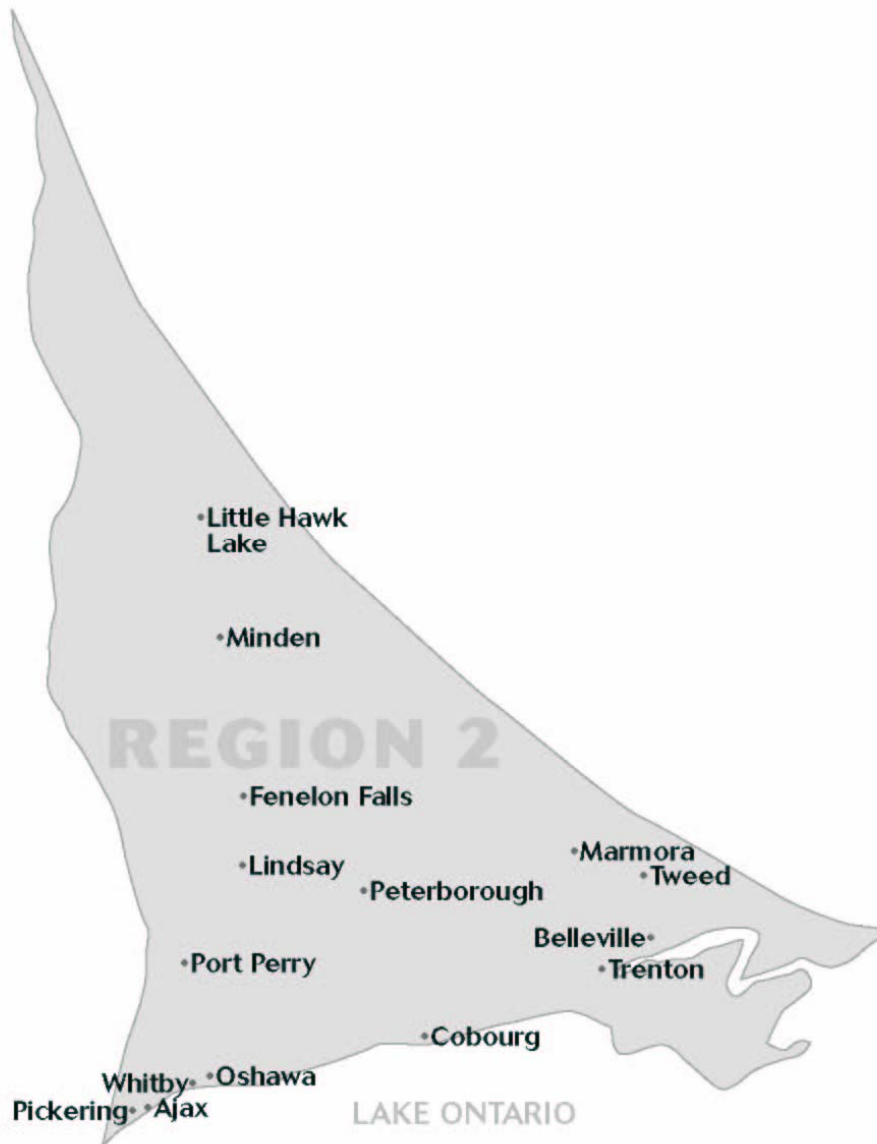 Little Hawk
Lake
Minden
REGION 2
Fenelon Falls
Marmora
Lindsay
Tweed
Peterborough
Belleville
Port Perry
Trenton
Cobourg
Oshawa
Whitby
Ajax
Pickering
LAKE ONTARIO